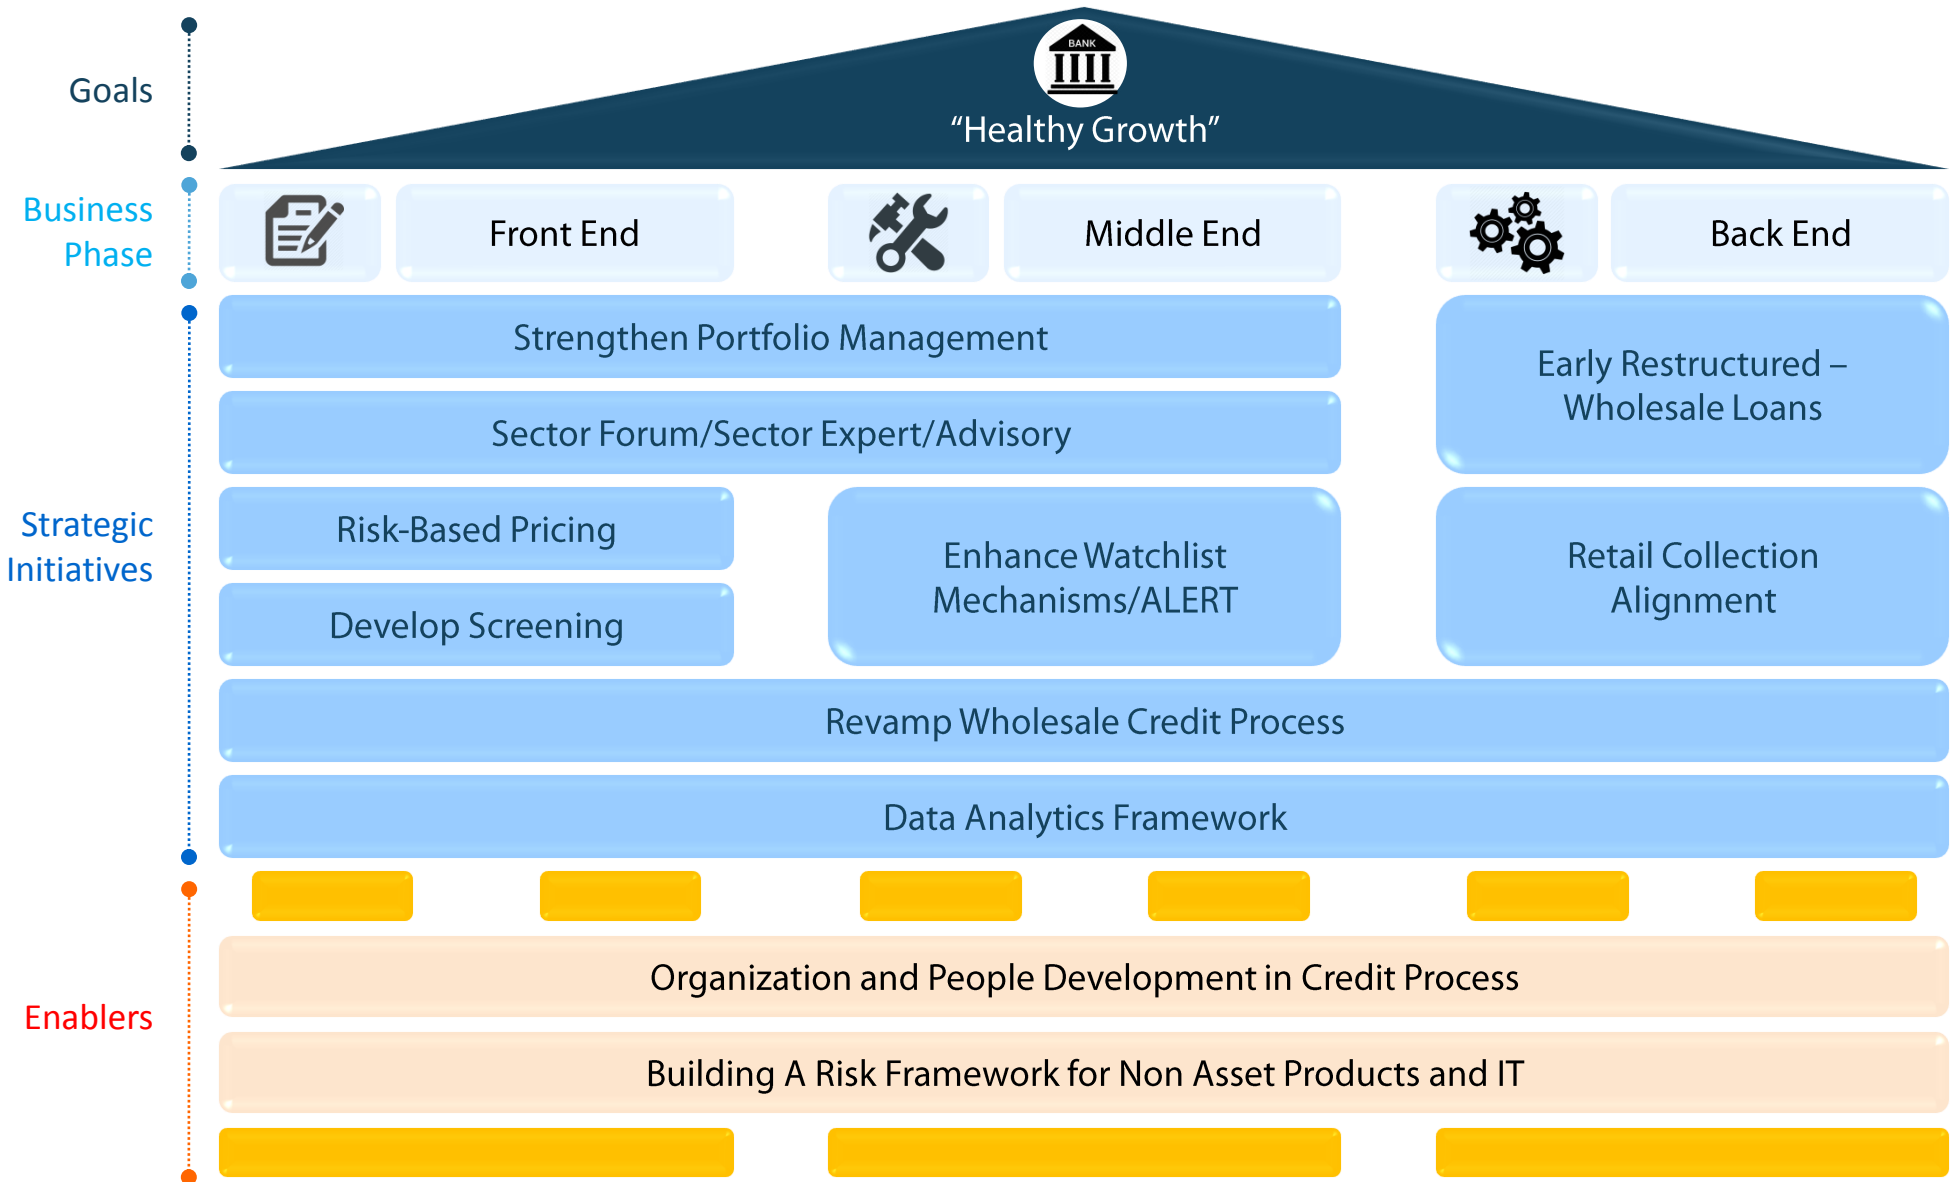 BANK
Goals
“Healthy Growth”
Business
Phase
Front End
Middle End
Back End
Strategic
Initiatives
Strengthen Portfolio Management
Early Restructured –
Wholesale Loans
Sector Forum/Sector Expert/Advisory
Risk-Based Pricing
Enhance Watchlist
Mechanisms/ALERT
Retail Collection
Alignment
Develop Screening
Revamp Wholesale Credit Process
Data Analytics Framework
Enablers
Organization and People Development in Credit Process
Building A Risk Framework for Non Asset Products and IT